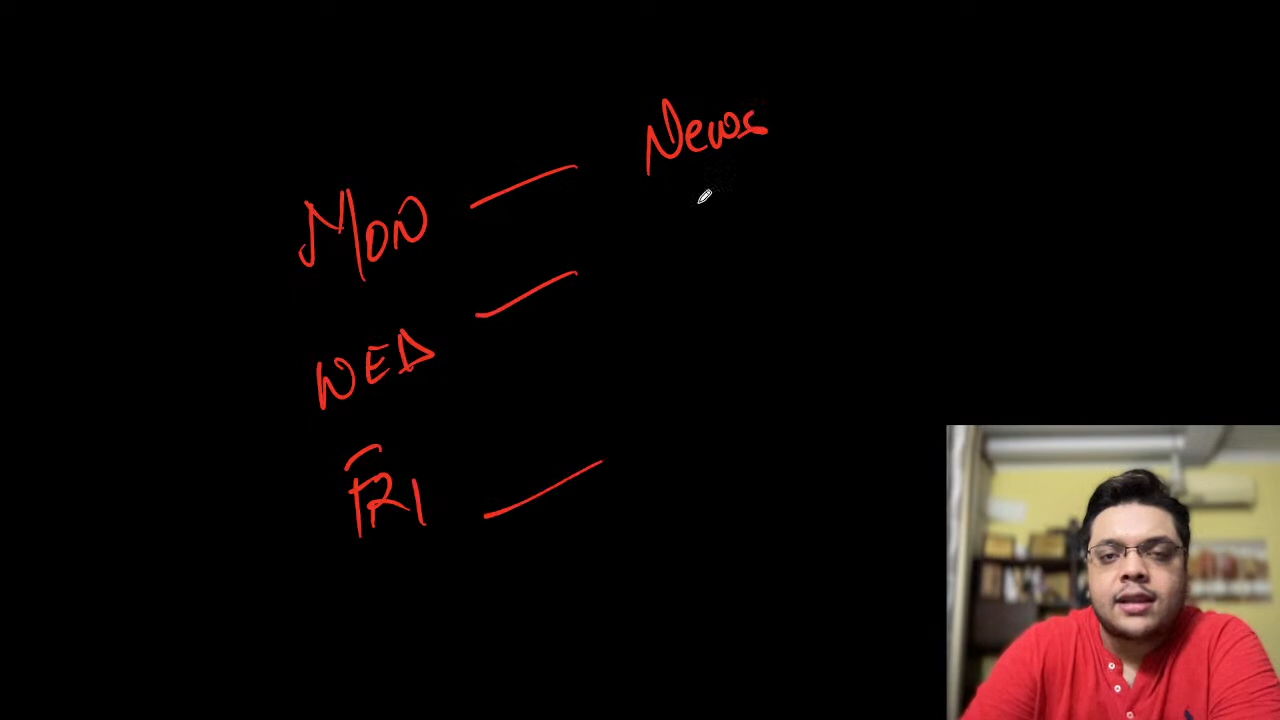 MON — News
WED —
FRI —